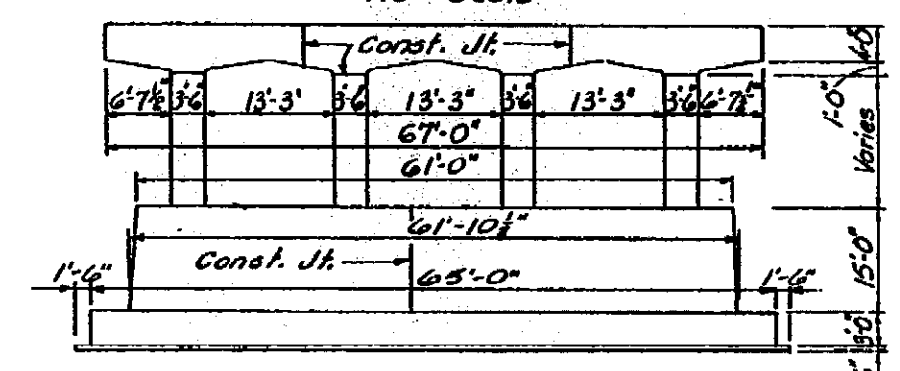 Const. Jt.
4'-0"
6'-7½" 3'-6" 13'-3" 3'-6" 13'-3" 3'-6" 13'-3" 3'-6" 6'-7½"
1'-0"
67'-0"
Varies
61'-0"
61'-10½"
Const. Jt.
1'-6" 65'-0" 1'-6"
15'-0"
3'-0"